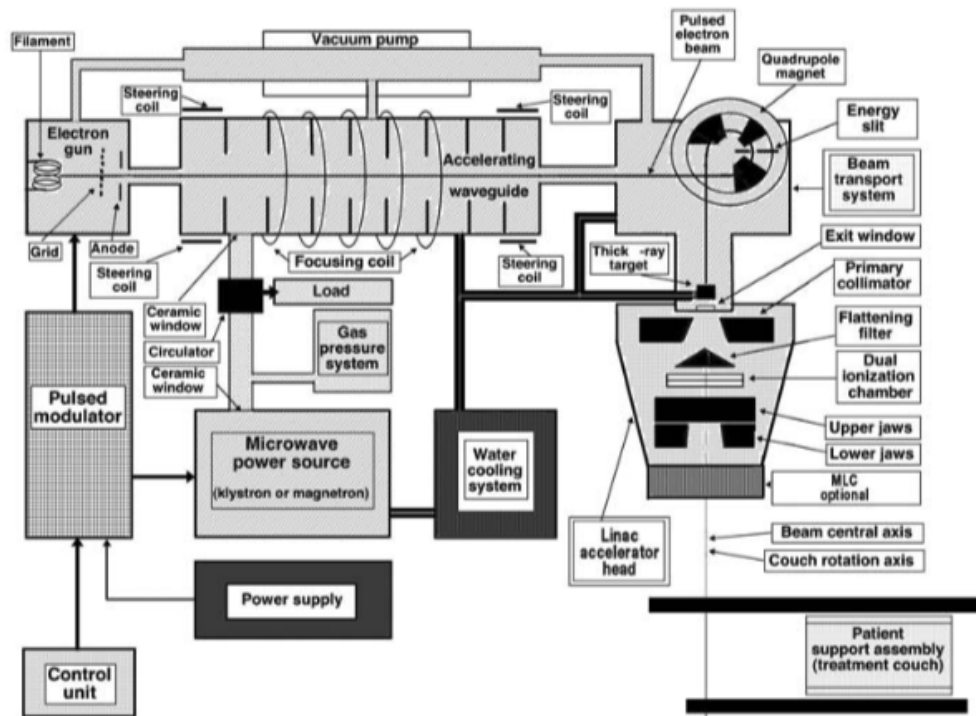 Filament
Vacuum pump
Pulsed
electron
beam
Quadrupole
magnet
Steering
coil
Steering
coil
Energy
slit
Electron
gun
Accelerating
waveguide
Beam
transport
system
Grid
Anode
Steering
coil
Focusing coil
Steering
coil
Thick -ray
target
Exit window
Primary
collimator
Ceramic
window
Load
Flattening
filter
Circulator
Gas
pressure
system
Dual
ionization
chamber
Ceramic
window
Pulsed
modulator
Upper jaws
Lower jaws
Microwave
power source
(klystron or magnetron)
Water
cooling
system
MLC
optional
Linac
accelerator
head
Beam central axis
Couch rotation axis
Power supply
Patient
support assembly
(treatment couch)
Control
unit